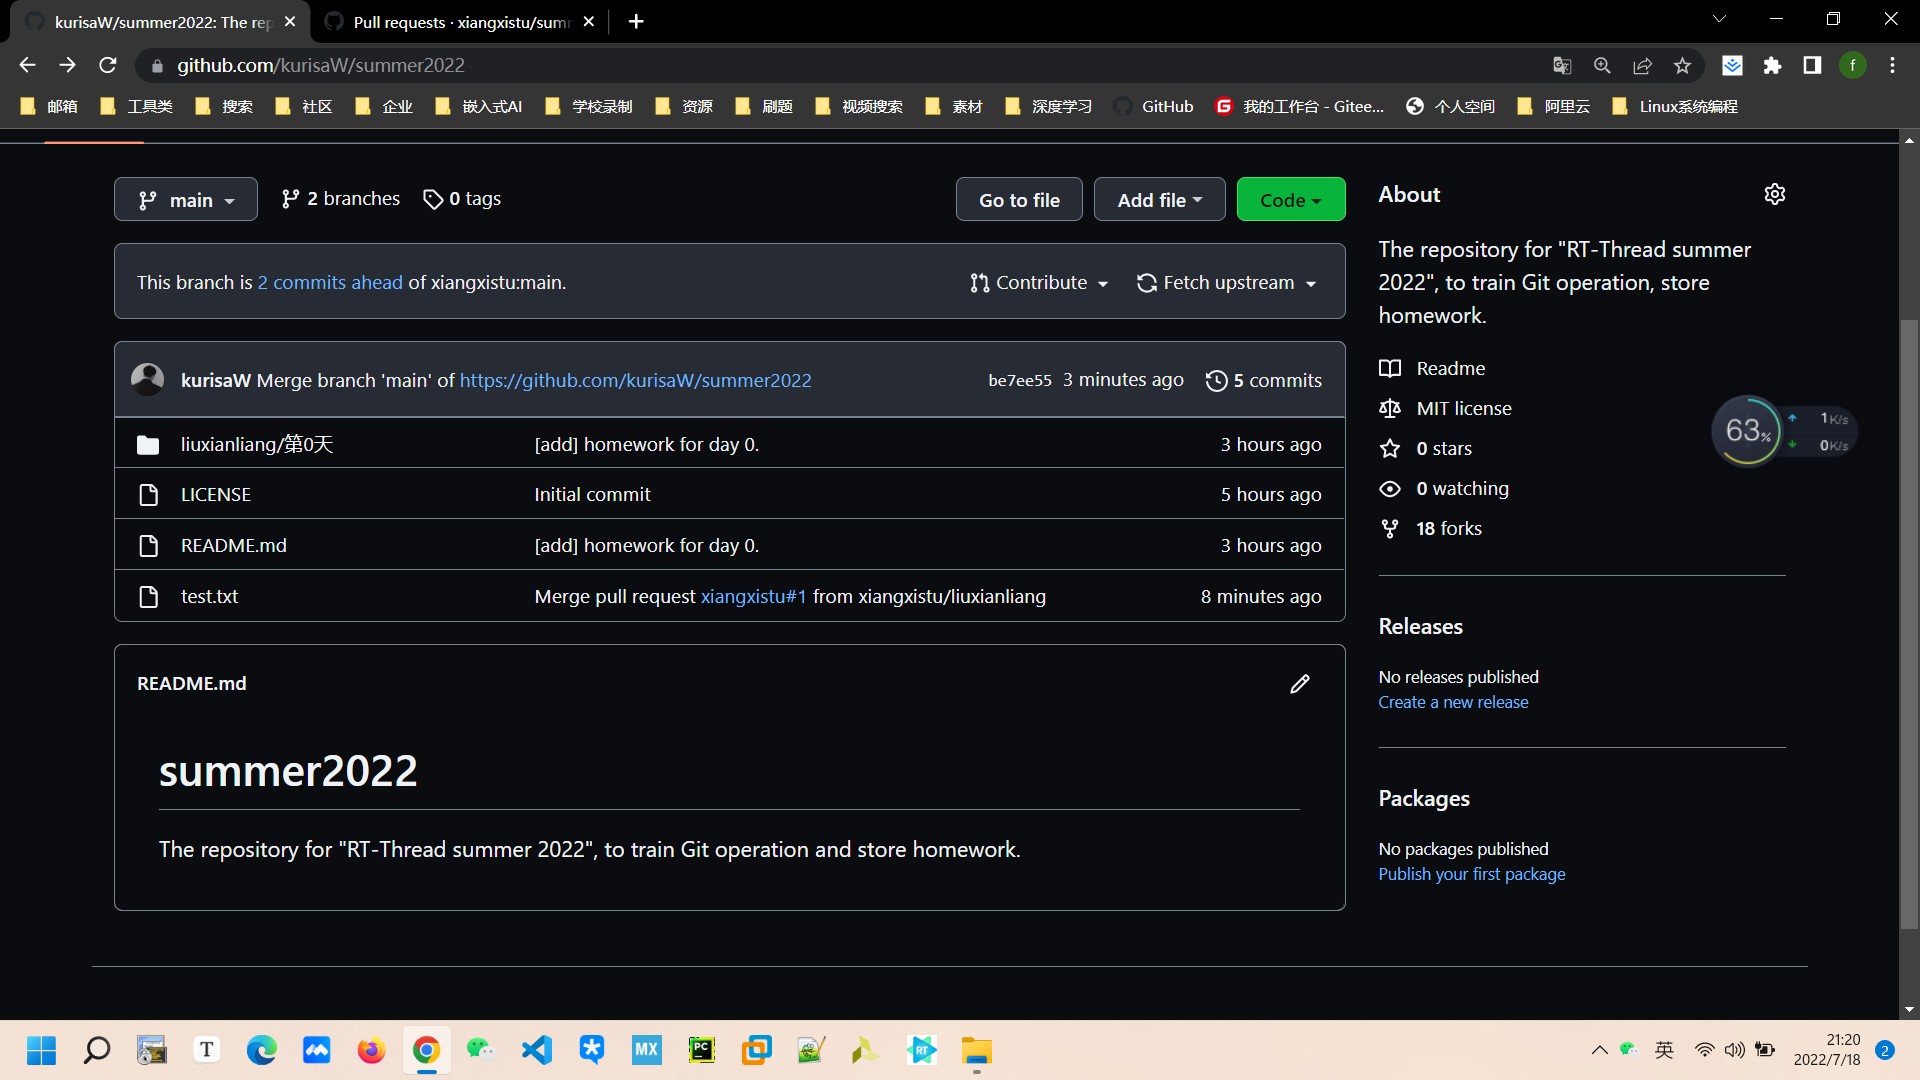 kurisaW/summer2022: The rep
Pull requests · xiangxistu/sum
github.com/kurisaW/summer2022
f
邮箱 工具类 搜索 社区 企业 嵌入式AI 学校录制 资源 刷题 视频搜索 素材 深度学习 GitHub 我的工作台 - Gitee... 个人空间 阿里云 Linux系统编程
main 2 branches 0 tags Go to file Add file Code
This branch is 2 commits ahead of xiangxistu:main. Contribute Fetch upstream
kurisaW Merge branch 'main' of https://github.com/kurisaW/summer2022 be7ee55 3 minutes ago 5 commits
liuxianliang/第0天 [add] homework for day 0. 3 hours ago
LICENSE Initial commit 5 hours ago
README.md [add] homework for day 0. 3 hours ago
test.txt Merge pull request xiangxistu#1 from xiangxistu/liuxianliang 8 minutes ago
README.md
summer2022
The repository for "RT-Thread summer 2022", to train Git operation and store homework.
About
The repository for "RT-Thread summer
2022", to train Git operation, store
homework.
Readme
MIT license
0 stars
0 watching
18 forks
Releases
No releases published
Create a new release
Packages
No packages published
Publish your first package
63%
1K/s
0K/s
T
MX
PC
RT
英
21:20
2022/7/18
2